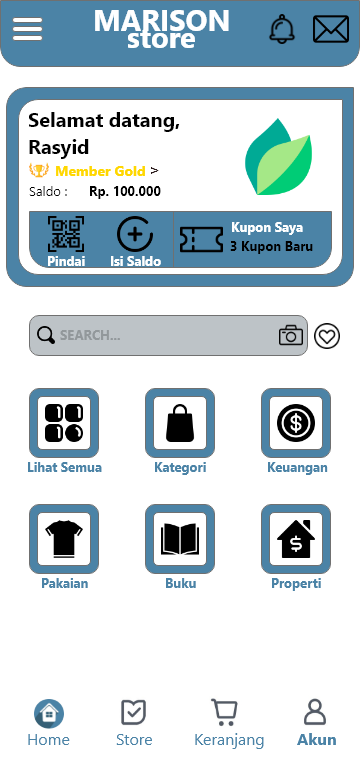 MARISON
store
Selamat datang,
Rasyid
Member Gold >
Saldo : Rp. 100.000
Pindai
Isi Saldo
Kupon Saya
3 Kupon Baru
SEARCH...
Lihat Semua
Kategori
Keuangan
Pakaian
Buku
Properti
Home
Store
Keranjang
Akun